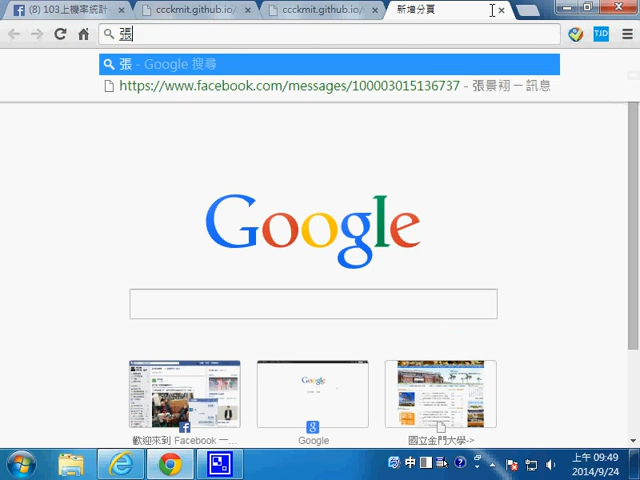 (8) 103上機率統計
ccckmit.github.io/
ccckmit.github.io/
新增分頁
張
TJD
張 - Google 搜尋
https://www.facebook.com/messages/100003015136737 - 張景翔 － 訊息
Google
歡迎來到 Facebook —...
Google
國立金門大學->
中
上午 09:49
2014/9/24